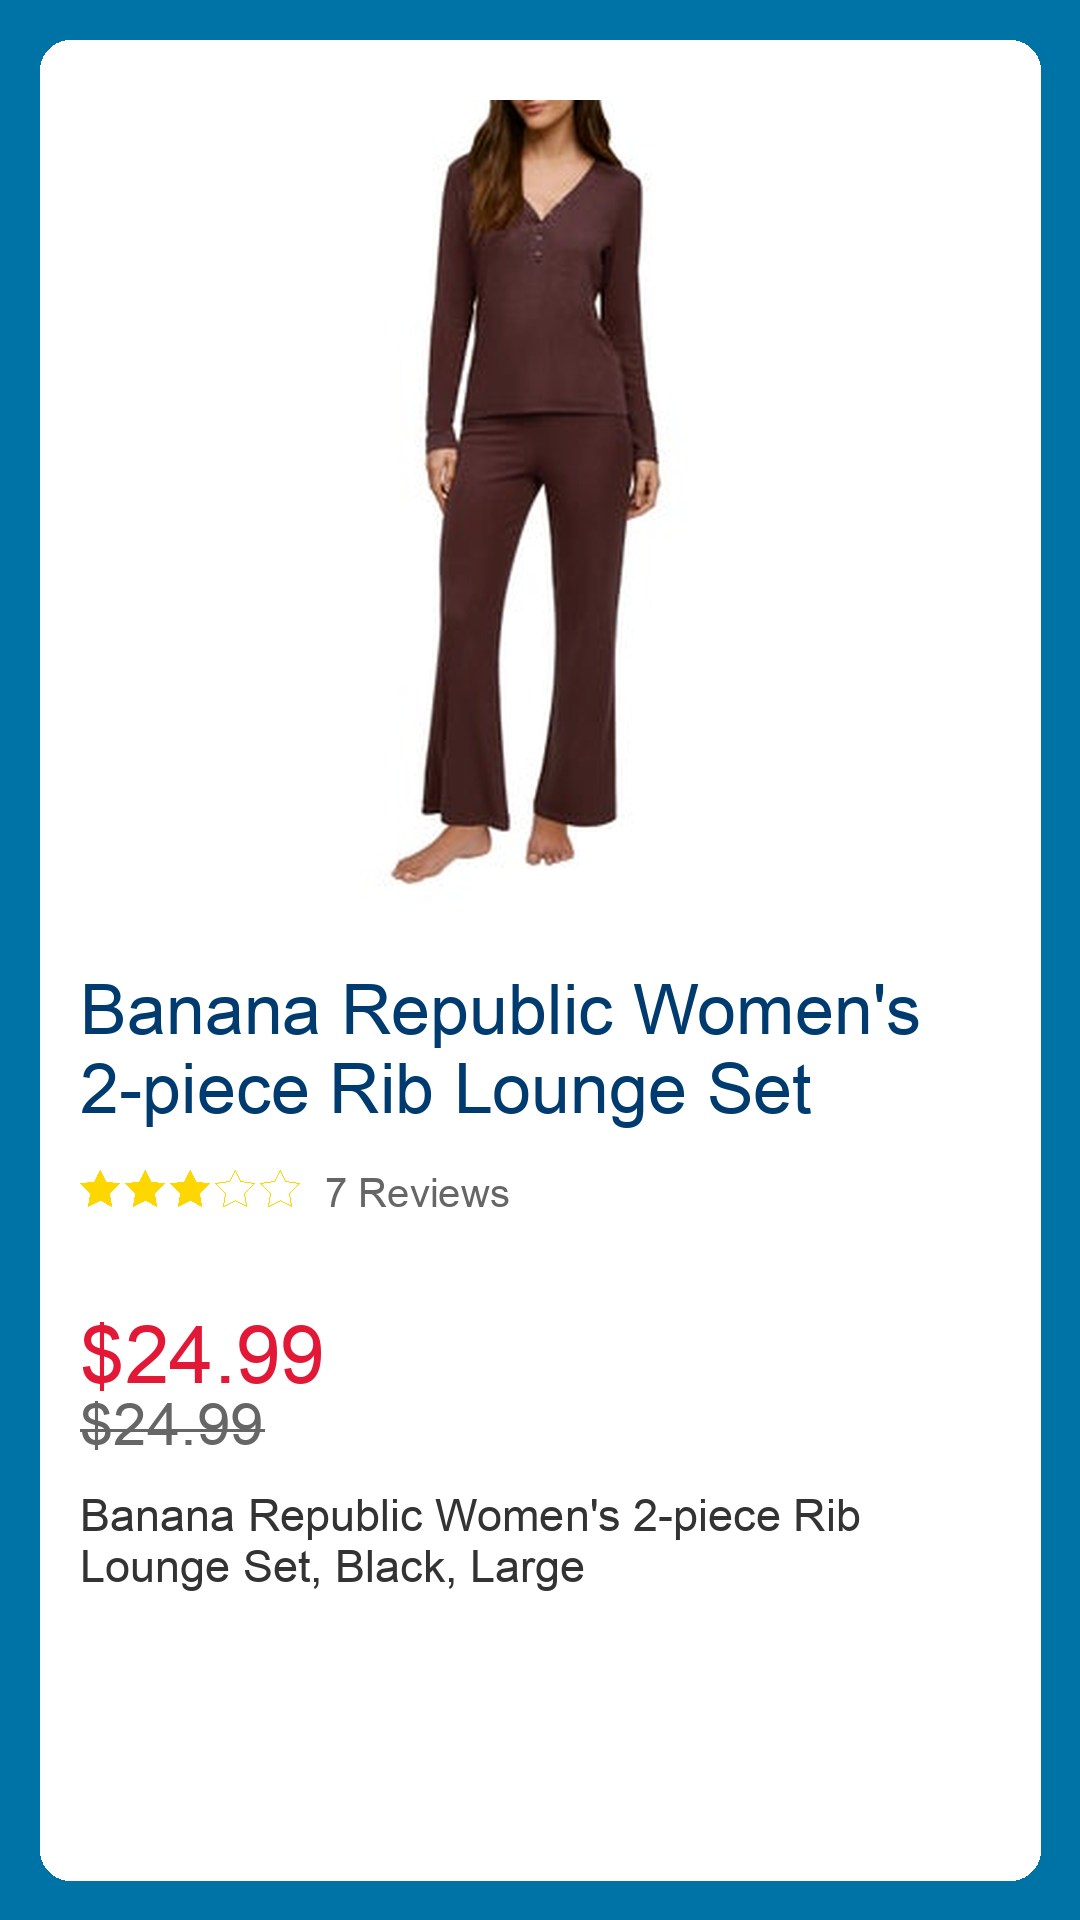 Banana Republic Women's
2-piece Rib Lounge Set
7 Reviews
$24.99
$24.99
Banana Republic Women's 2-piece Rib
Lounge Set, Black, Large